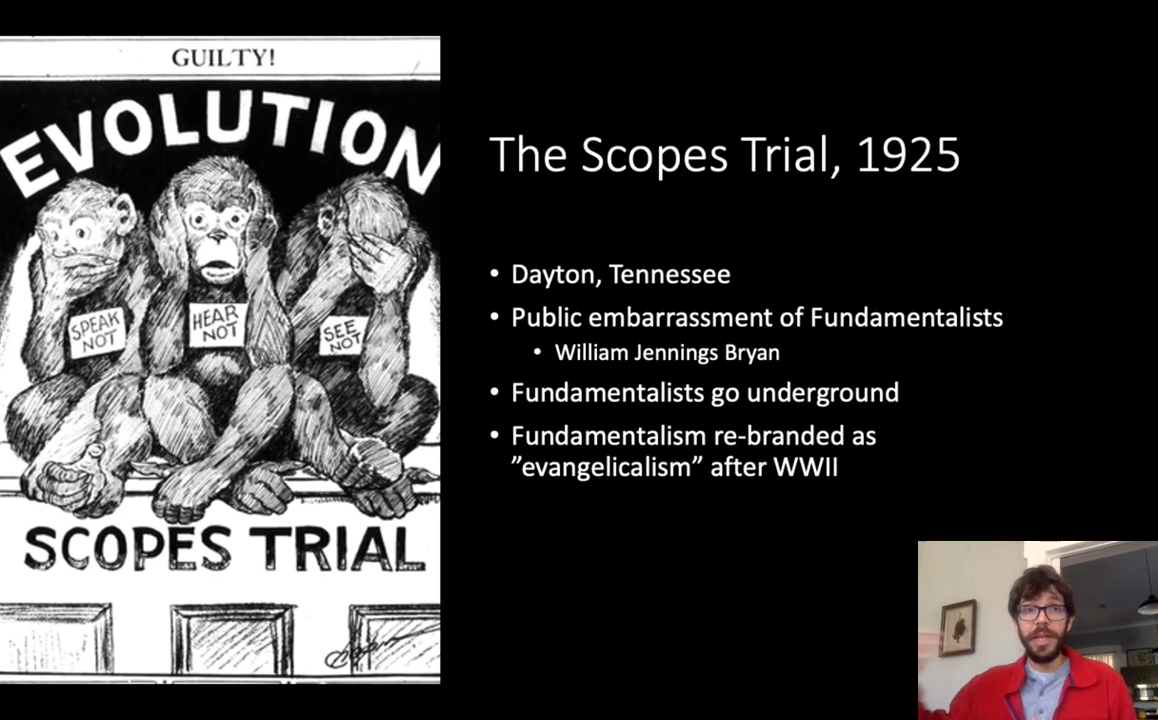 GUILTY!
EVOLUTION
SPEAK
NOT
HEAR
NOT
SEE
NOT
SCOPES TRIAL
The Scopes Trial, 1925
• Dayton, Tennessee
• Public embarrassment of Fundamentalists
• William Jennings Bryan
• Fundamentalists go underground
• Fundamentalism re-branded as
”evangelicalism” after WWII